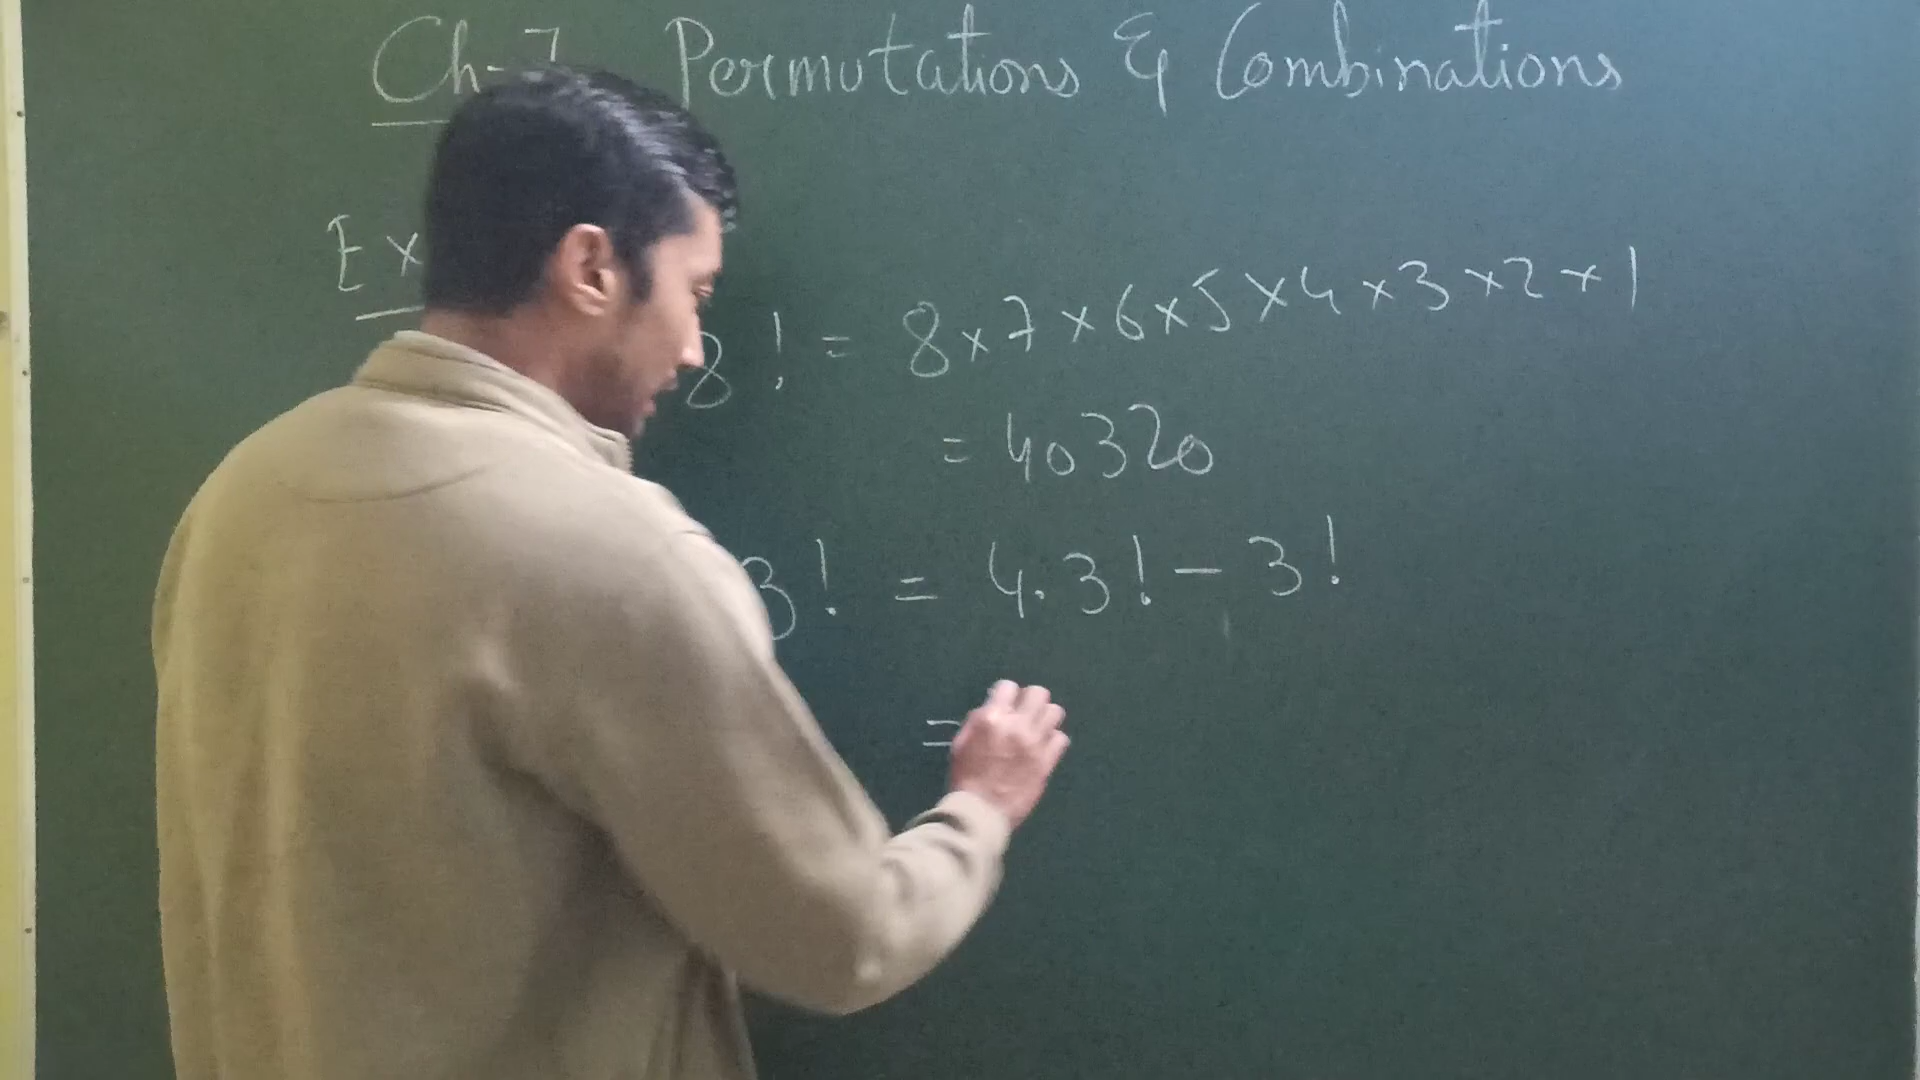 Ch-7 Permutations & Combinations
Ex
8! = 8×7×6×5×4×3×2×1
= 40320
3! = 4.3! - 3!
=